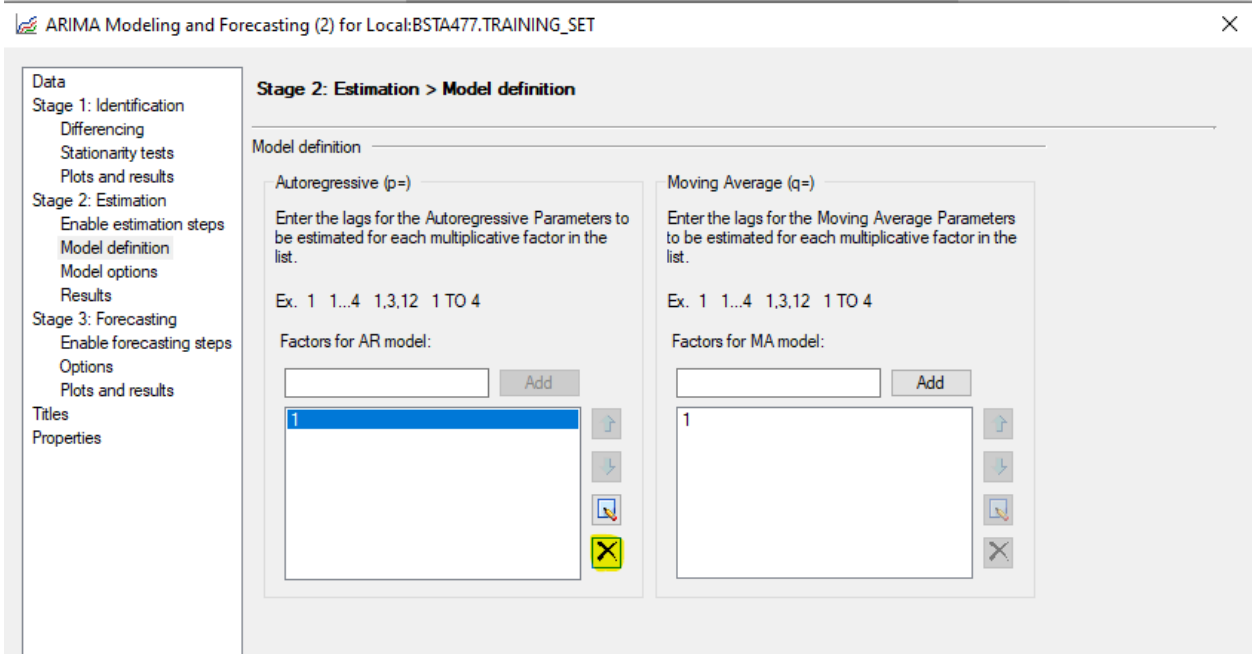 ARIMA Modeling and Forecasting (2) for Local:BSTA477.TRAINING_SET
Data
Stage 1: Identification
Differencing
Stationarity tests
Plots and results
Stage 2: Estimation
Enable estimation steps
Model definition
Model options
Results
Stage 3: Forecasting
Enable forecasting steps
Options
Plots and results
Titles
Properties
Stage 2: Estimation > Model definition
Model definition
Autoregressive (p=)
Enter the lags for the Autoregressive Parameters to
be estimated for each multiplicative factor in the
list.
Ex. 1 1...4 1,3,12 1 TO 4
Factors for AR model:
Add
1
Moving Average (q=)
Enter the lags for the Moving Average Parameters
to be estimated for each multiplicative factor in the
list.
Ex. 1 1...4 1,3,12 1 TO 4
Factors for MA model:
Add
1